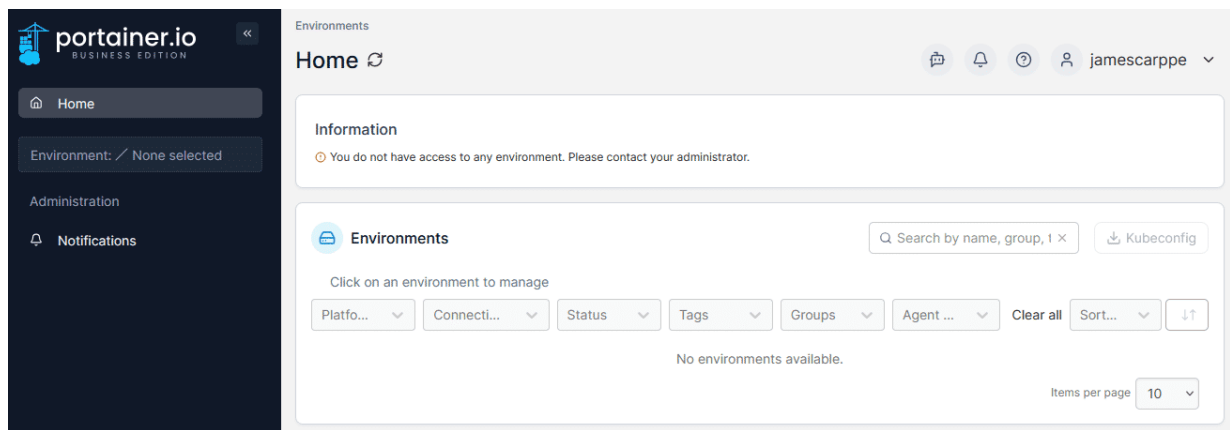 portainer.io
BUSINESS EDITION
«
Home
Environment: None selected
Administration
Notifications
Environments
Home
jamescarppe
Information
You do not have access to any environment. Please contact your administrator.
Environments
Search by name, group, t ×
Kubeconfig
Click on an environment to manage
Platfo... Connecti... Status Tags Groups Agent ... Clear all Sort...
No environments available.
Items per page 10